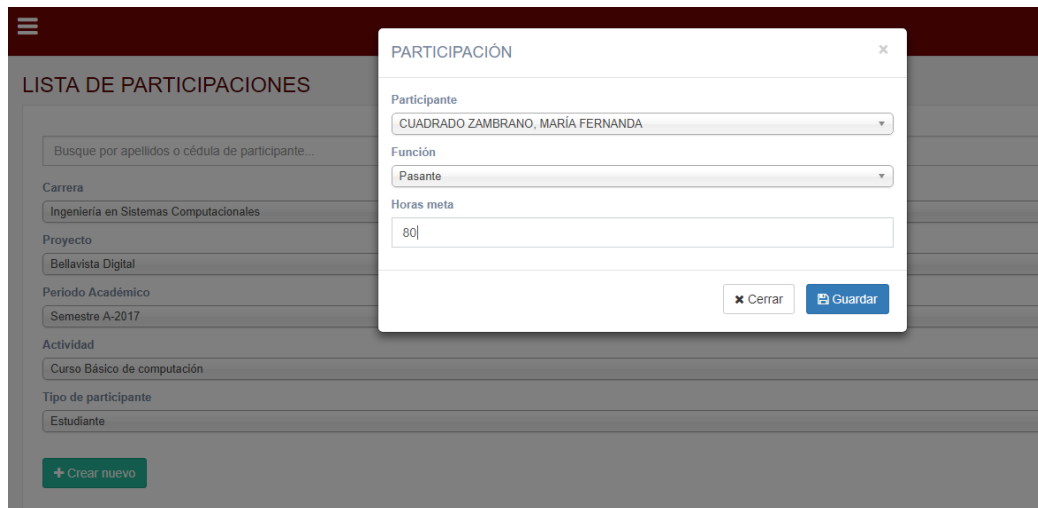 LISTA DE PARTICIPACIONES
Busque por apellidos o cédula de participante...
Carrera
Ingeniería en Sistemas Computacionales
Proyecto
Bellavista Digital
Periodo Académico
Semestre A-2017
Actividad
Curso Básico de computación
Tipo de participante
Estudiante
+ Crear nuevo
PARTICIPACIÓN
×
Participante
CUADRADO ZAMBRANO, MARÍA FERNANDA
Función
Pasante
Horas meta
80
Cerrar
Guardar